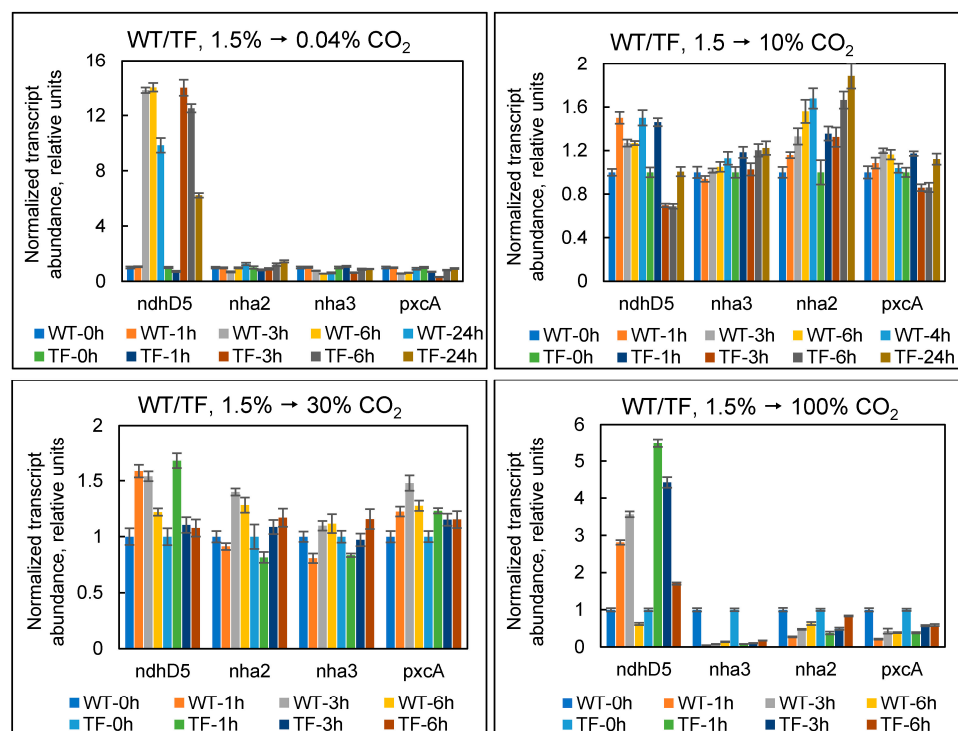 WT/TF, 1.5% → 0.04% CO₂
Normalized transcript
abundance, relative units
16
12
8
4
0
ndhD5 nha2 nha3 pxcA
WT-0h WT-1h WT-3h WT-6h WT-24h
TF-0h TF-1h TF-3h TF-6h TF-24h
WT/TF, 1.5 → 10% CO₂
Normalized transcript
abundance, relative units
2
1.6
1.2
0.8
0.4
0
ndhD5 nha3 nha2 pxcA
WT-0h WT-1h WT-3h WT-6h WT-4h
TF-0h TF-1h TF-3h TF-6h TF-24h
WT/TF, 1.5% → 30% CO₂
Normalized transcript
abundance, relative units
2
1.5
1
0.5
0
ndhD5 nha2 nha3 pxcA
WT-0h WT-1h WT-3h WT-6h
TF-0h TF-1h TF-3h TF-6h
WT/TF, 1.5% → 100% CO₂
Normalized transcript
abundance, relative units
6
5
4
3
2
1
0
ndhD5 nha3 nha2 pxcA
WT-0h WT-1h WT-3h WT-6h
TF-0h TF-1h TF-3h TF-6h